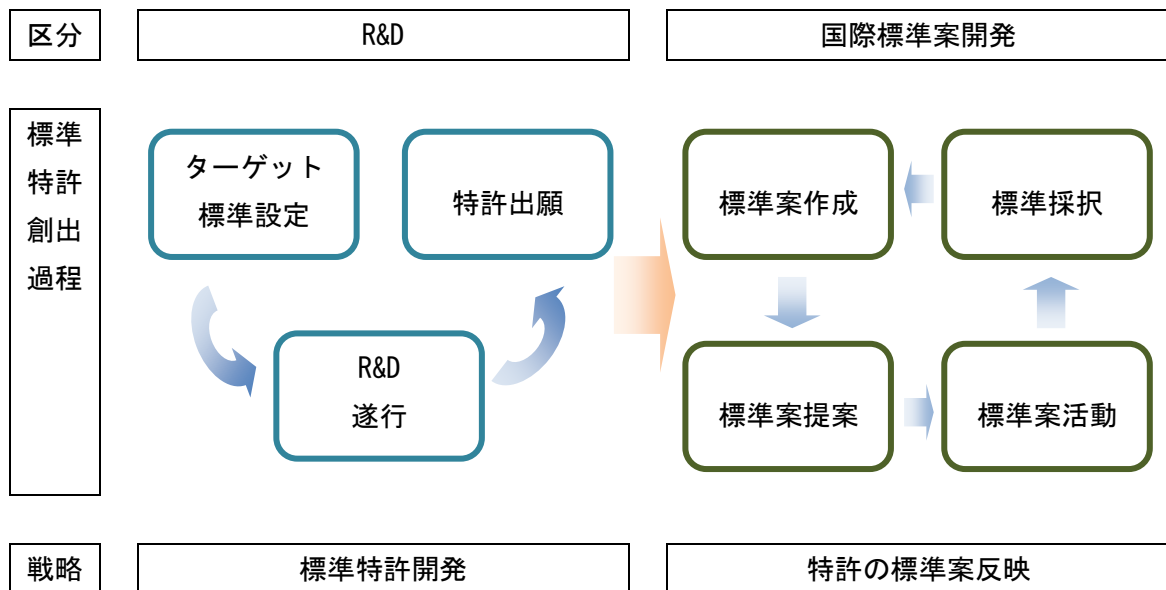 区分
R&D
国際標準案開発
標準
特許
創出
過程
ターゲット
標準設定
特許出願
R&D
遂行
標準案作成
標準採択
標準案提案
標準案活動
戦略
標準特許開発
特許の標準案反映